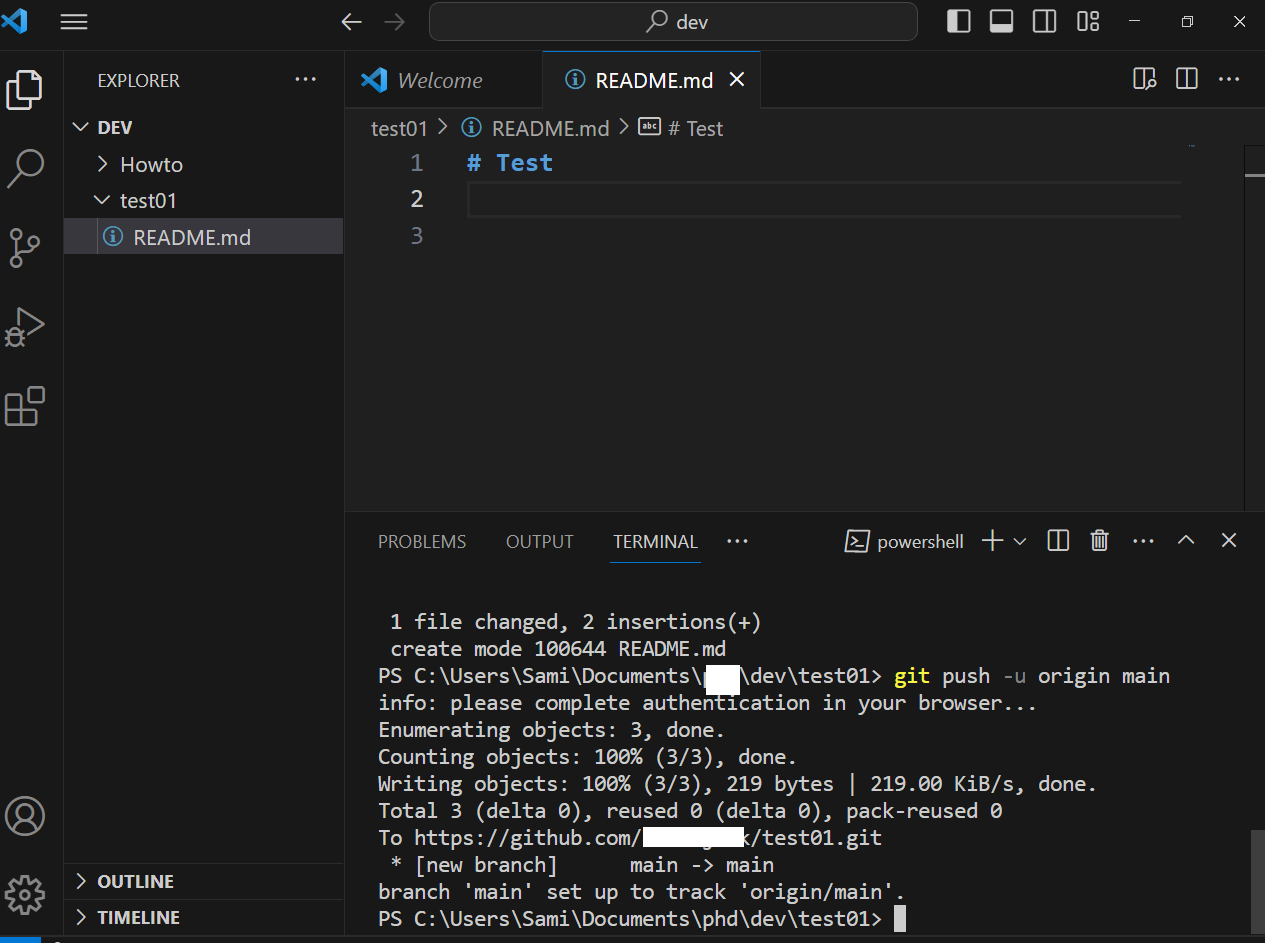 dev
EXPLORER
DEV
Howto
test01
README.md
OUTLINE
TIMELINE
Welcome
README.md
test01 > README.md > abc # Test
1 # Test
2
3
PROBLEMS OUTPUT TERMINAL powershell
1 file changed, 2 insertions(+)
create mode 100644 README.md
PS C:\Users\Sami\Documents\ \dev\test01> git push -u origin main
info: please complete authentication in your browser...
Enumerating objects: 3, done.
Counting objects: 100% (3/3), done.
Writing objects: 100% (3/3), 219 bytes | 219.00 KiB/s, done.
Total 3 (delta 0), reused 0 (delta 0), pack-reused 0
To https://github.com/ /test01.git
* [new branch] main -> main
branch 'main' set up to track 'origin/main'.
PS C:\Users\Sami\Documents\phd\dev\test01>